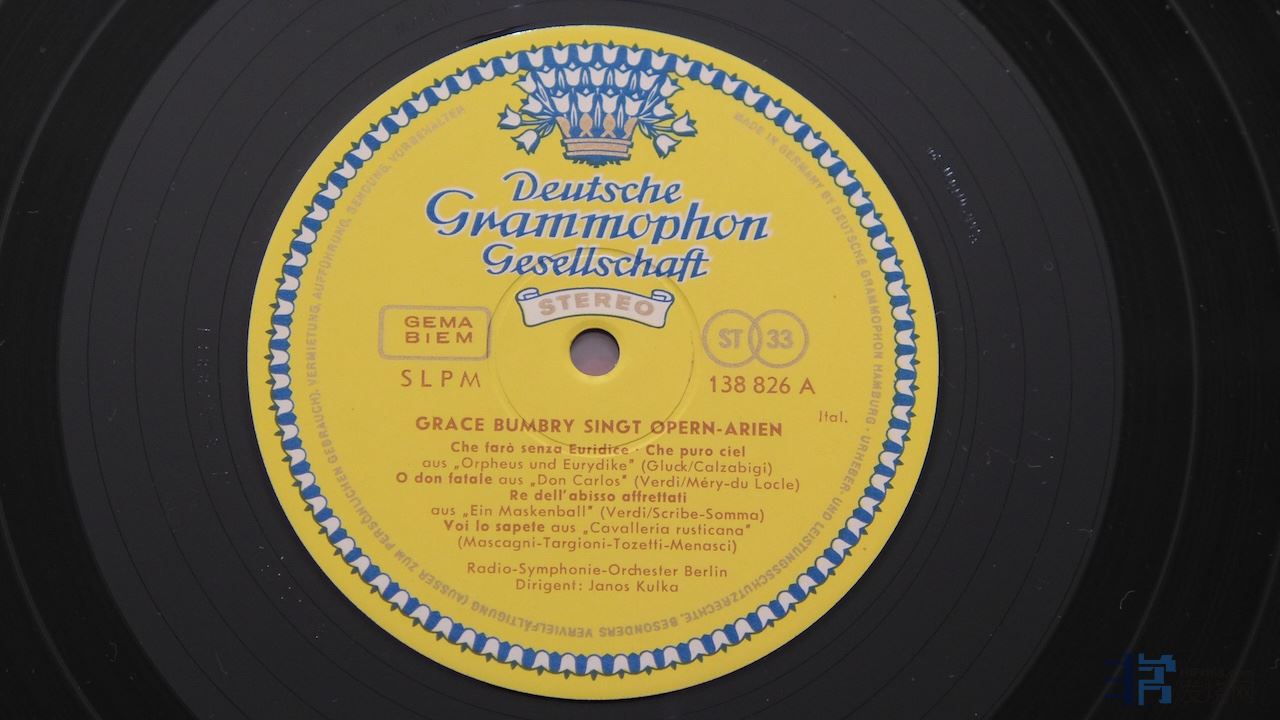 Deutsche
Grammophon
Gesellschaft
STEREO
GEMA
BIEM
ST 33
SLPM
138 826 A
Ital.
GRACE BUMBRY SINGT OPERN-ARIEN
Che farò senza Euridice · Che puro ciel
aus „Orpheus und Eurydike" (Gluck/Calzabigi)
O don fatale aus „Don Carlos" (Verdi/Méry-du Locle)
Re dell'abisso affrettati
aus „Ein Maskenball" (Verdi/Scribe-Somma)
Voi lo sapete aus „Cavalleria rusticana"
(Mascagni-Targioni-Tozetti-Menasci)
Radio-Symphonie-Orchester Berlin
Dirigent: Janos Kulka
MADE IN GERMANY BY DEUTSCHE GRAMMOPHON HAMBURG · URHEBER- UND LEISTUNGSSCHUTZRECHTE, BESONDERS VERVIELFÄLTIGUNG (AUSSER ZUM PERSÖNLICHEN GEBRAUCH), VERMIETUNG, AUFFÜHRUNG, SENDUNG, VORBEHALTEN